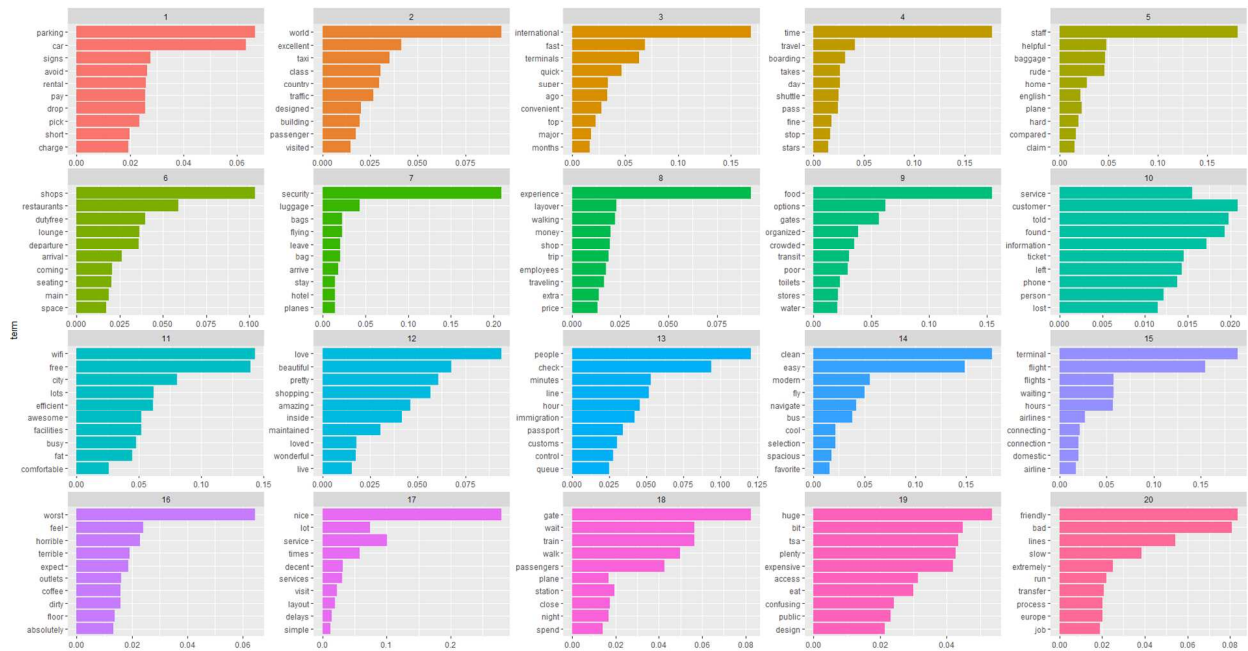 1
2
3
4
5
parking
car
signs
avoid
rental
pay
drop
pick
short
charge
0.00
0.02
0.04
0.06
world
excellent
taxi
class
country
traffic
designed
building
passenger
visited
0.000
0.025
0.050
0.075
international
fast
terminals
quick
super
ago
convenient
top
major
months
0.00
0.05
0.10
0.15
time
travel
boarding
takes
day
shuttle
pass
fine
stop
stars
0.00
0.05
0.10
0.15
staff
helpful
baggage
rude
home
english
plane
hard
compared
claim
0.00
0.05
0.10
0.15
6
7
8
9
10
shops
restaurants
dutyfree
lounge
departure
arrival
coming
seating
main
space
0.000
0.025
0.050
0.075
0.100
security
luggage
bags
flying
leave
bag
arrive
stay
hotel
planes
0.00
0.05
0.10
0.15
0.20
experience
layover
walking
money
shop
trip
employees
traveling
extra
price
0.000
0.025
0.050
0.075
food
options
gates
organized
crowded
transit
poor
toilets
stores
water
0.00
0.05
0.10
0.15
service
customer
told
found
information
ticket
left
phone
person
lost
0.000
0.005
0.010
0.015
0.020
term
11
12
13
14
15
wifi
free
city
lots
efficient
awesome
facilities
busy
fat
comfortable
0.00
0.05
0.10
0.15
love
beautiful
pretty
shopping
amazing
inside
maintained
loved
wonderful
live
0.000
0.025
0.050
0.075
people
check
minutes
line
hour
immigration
passport
customs
control
queue
0.000
0.025
0.050
0.075
0.100
0.125
clean
easy
modern
fly
navigate
bus
cool
selection
spacious
favorite
0.00
0.05
0.10
0.15
terminal
flight
flights
waiting
hours
airlines
connecting
connection
domestic
airline
0.00
0.05
0.10
0.15
16
17
18
19
20
worst
feel
horrible
terrible
expect
outlets
coffee
dirty
floor
absolutely
0.00
0.02
0.04
0.06
nice
lot
service
times
decent
services
visit
layout
delays
simple
0.0
0.1
0.2
gate
wait
train
walk
passengers
plane
station
close
night
spend
0.00
0.02
0.04
0.06
0.08
huge
bit
tsa
plenty
expensive
access
eat
confusing
public
design
0.00
0.02
0.04
friendly
bad
lines
slow
extremely
run
transfer
process
europe
job
0.00
0.02
0.04
0.06
0.08